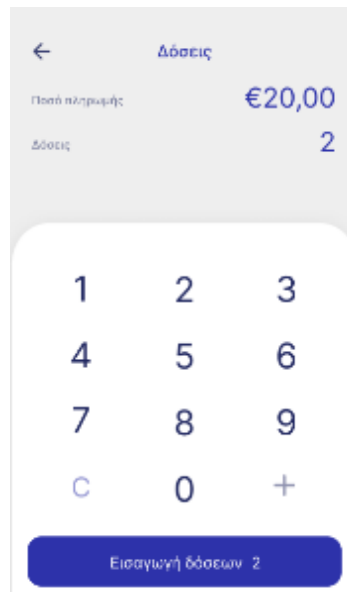 ← Δόσεις
Ποσό πληρωμής €20,00
Δόσεις 2
1 2 3
4 5 6
7 8 9
C 0 +
Εισαγωγή δόσεων 2